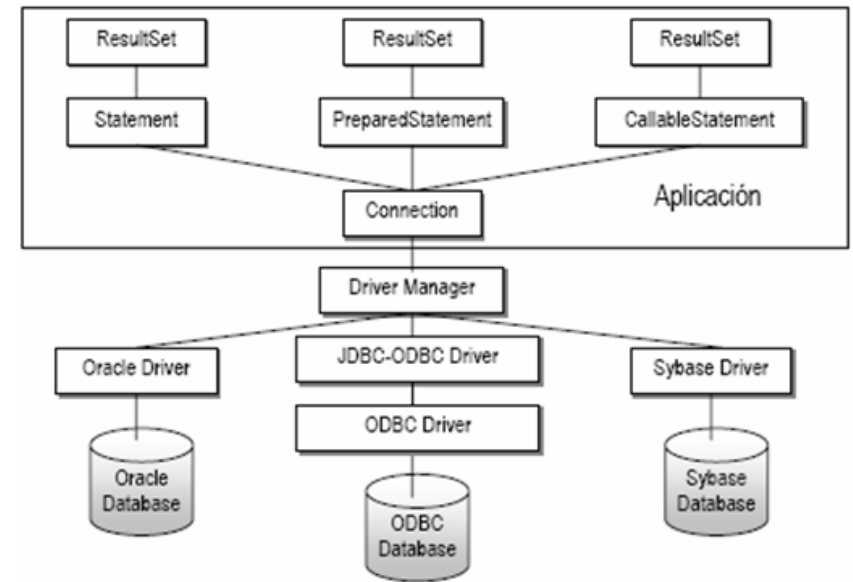 ResultSet
ResultSet
ResultSet
Statement
PreparedStatement
CallableStatement
Connection
Aplicación
Driver Manager
Oracle Driver
JDBC-ODBC Driver
Sybase Driver
ODBC Driver
Oracle
Database
ODBC
Database
Sybase
Database